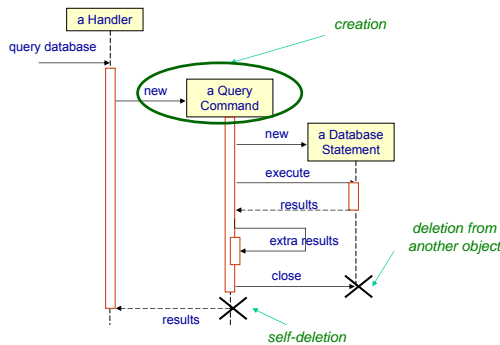 a Handler
creation
query database
new
a Query
Command
new
a Database
Statement
execute
results
extra results
deletion from
another object
close
results
self-deletion